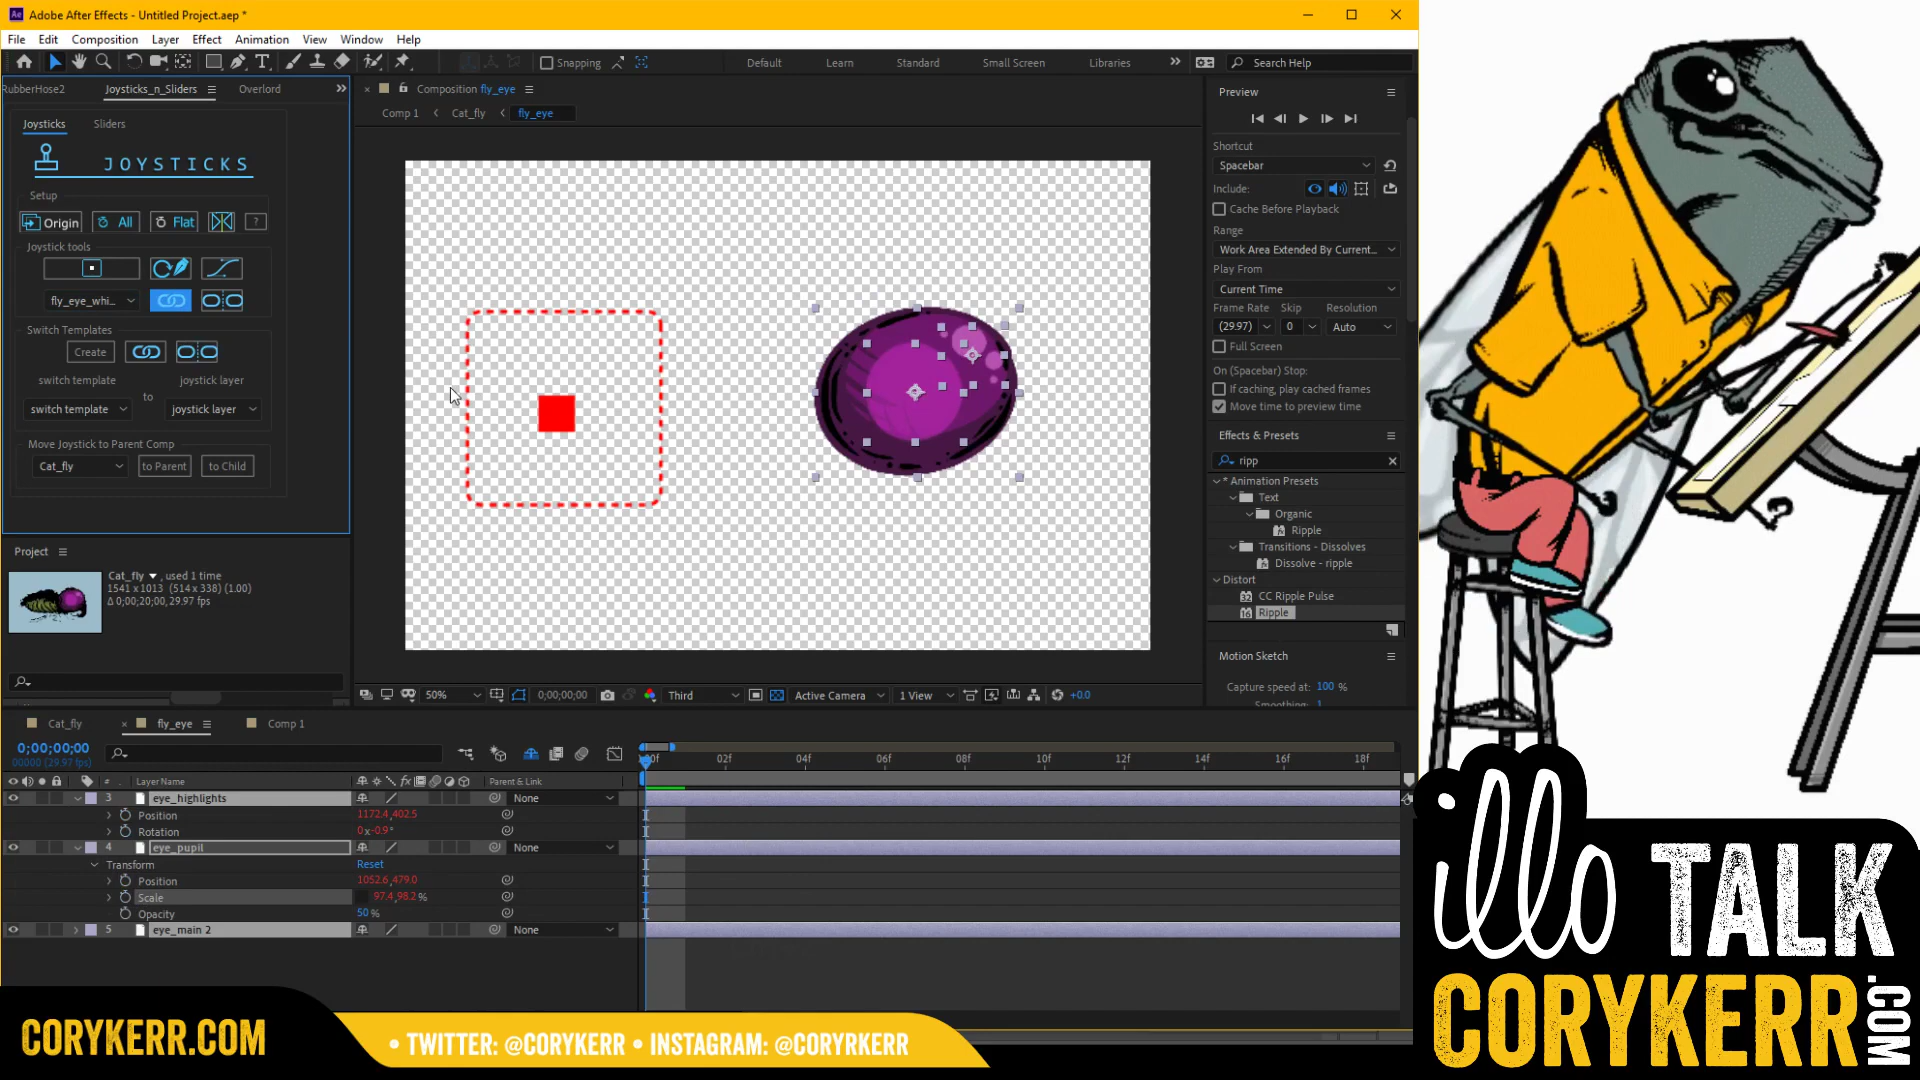 Adobe After Effects - Untitled Project.aep *
File Edit Composition Layer Effect Animation View Window Help
Snapping Default Learn Standard Small Screen Libraries Search Help
RubberHose2 Joysticks_n_Sliders Overlord
Joysticks Sliders
JOYSTICKS
Setup
Origin All Flat ?
Joystick tools
fly_eye_whi...
Switch Templates
Create
switch template joystick layer
to
switch template joystick layer
Move Joystick to Parent Comp
Cat_fly to Parent to Child
Project
Cat_fly , used 1 time
1541 x 1013 (514 x 338) (1.00)
Δ 0;00;20;00, 29.97 fps
Composition fly_eye
Comp 1 Cat_fly fly_eye
50% 0;00;00;00 Third Active Camera 1 View +0.0
Preview
Shortcut
Spacebar
Include:
Cache Before Playback
Range
Work Area Extended By Current...
Play From
Current Time
Frame Rate Skip Resolution
(29.97) 0 Auto
Full Screen
On (Spacebar) Stop:
If caching, play cached frames
Move time to preview time
Effects & Presets
ripp
* Animation Presets
Text
Organic
Ripple
Transitions - Dissolves
Dissolve - ripple
Distort
32 CC Ripple Pulse
16 Ripple
Motion Sketch
Capture speed at: 100 %
Smoothing: 1
Cat_fly fly_eye Comp 1
0;00;00;00
00000 (29.97 fps)
# Layer Name Parent & Link
:00f 02f 04f 06f 08f 10f 12f 14f 16f 18f
3 eye_highlights None
Position 1172.4,402.5
Rotation 0x-0.9°
4 eye_pupil None
Transform Reset
Position 1052.6,479.0
Scale 97.4,98.2 %
Opacity 50 %
5 eye_main 2 None
CORYKERR.COM
• TWITTER: @CORYKERR • INSTAGRAM: @CORYRKERR
illo TALK
CORYKERR.COM